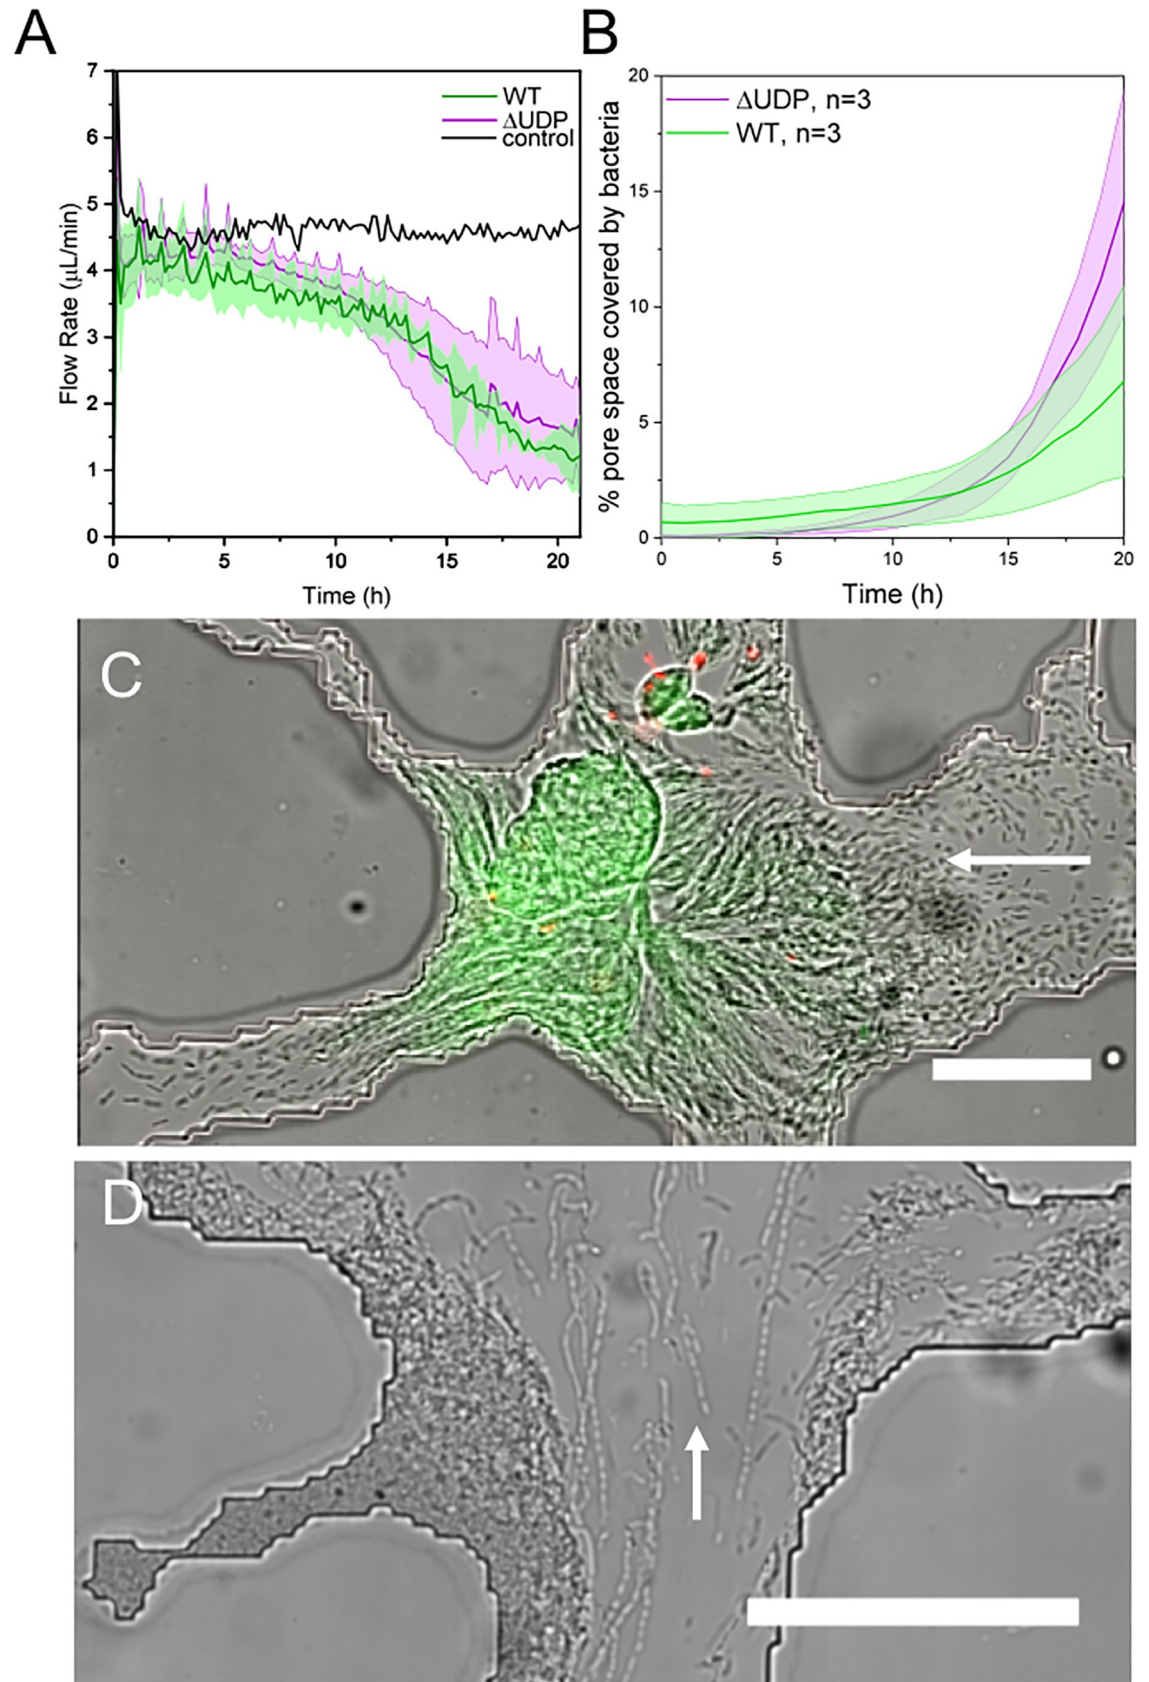 A
7
6
5
4
3
2
1
0
Flow Rate (µL/min)
WT
ΔUDP
control
0
5
10
15
20
Time (h)
B
20
15
10
5
0
% pore space covered by bacteria
ΔUDP, n=3
WT, n=3
0
5
10
15
20
Time (h)
C
D